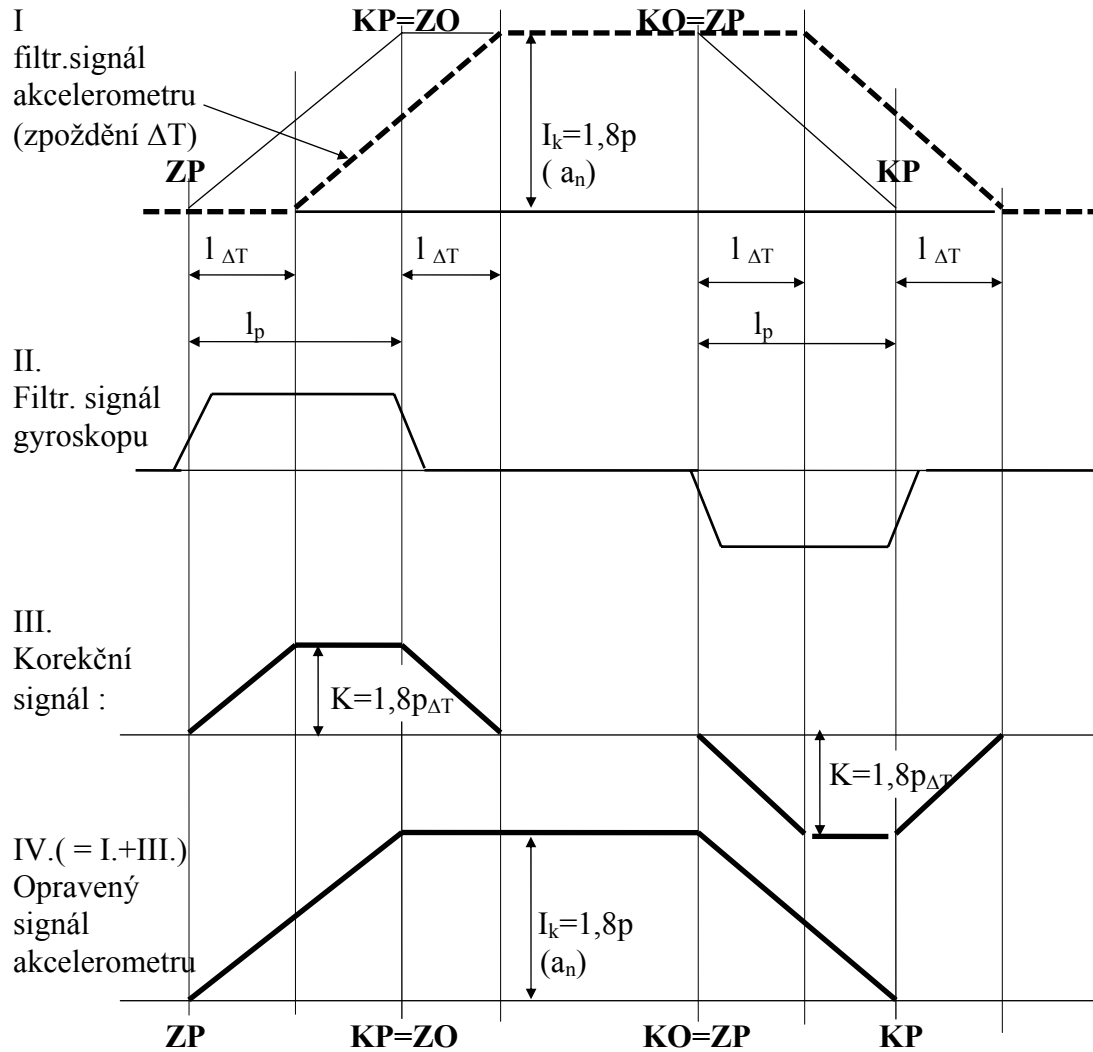 I
KP=ZO
KO=ZP
filtr.signál
akcelerometru
(zpoždění ΔT)
ZP
Iₖ=1,8p
( aₙ)
KP
l ΔT
l ΔT
l ΔT
l ΔT
lₚ
lₚ
II.
Filtr. signál
gyroskopu
III.
Korekční
signál :
K=1,8pΔT
K=1,8pΔT
IV.( = I.+III.)
Opravený
signál
akcelerometru
Iₖ=1,8p
(aₙ)
ZP
KP=ZO
KO=ZP
KP